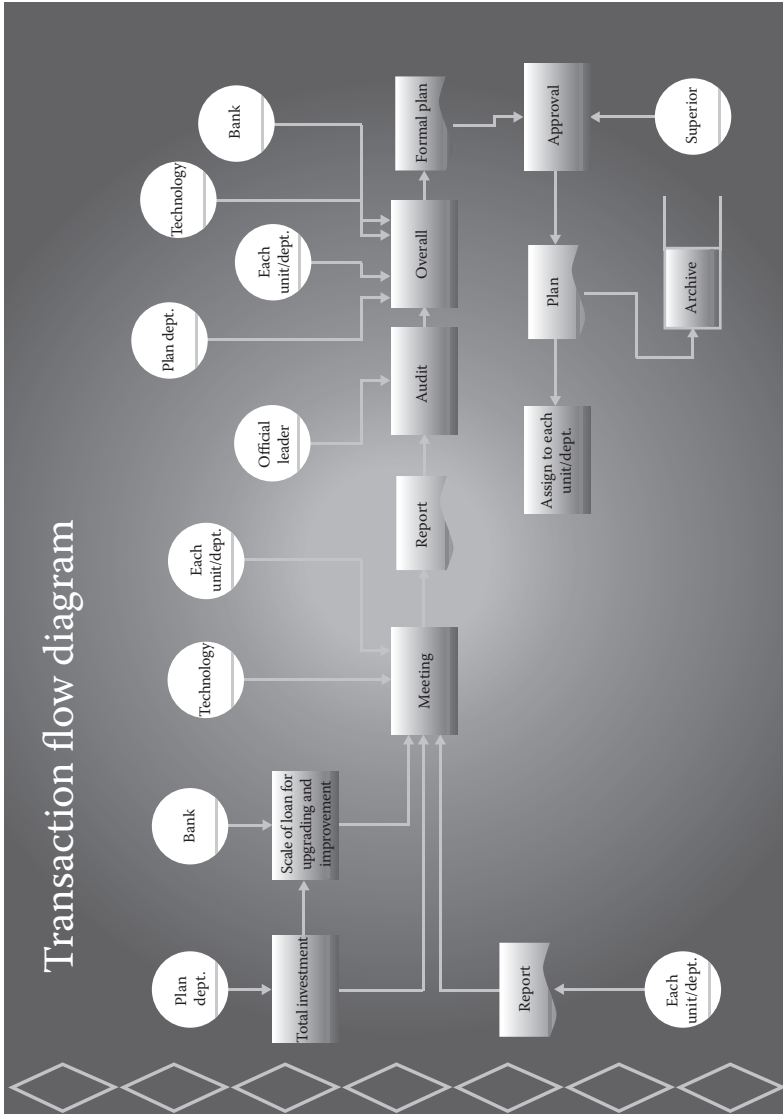 Transaction flow diagram
Plan
dept.
Bank
Technology
Each
unit/dept.
Official
leader
Plan dept.
Each
unit/dept.
Technology
Bank
Total investment
Scale of loan for
upgrading and
improvement
Meeting
Report
Audit
Overall
Formal plan
Report
Each
unit/dept.
Assign to each
unit/dept.
Plan
Approval
Archive
Superior